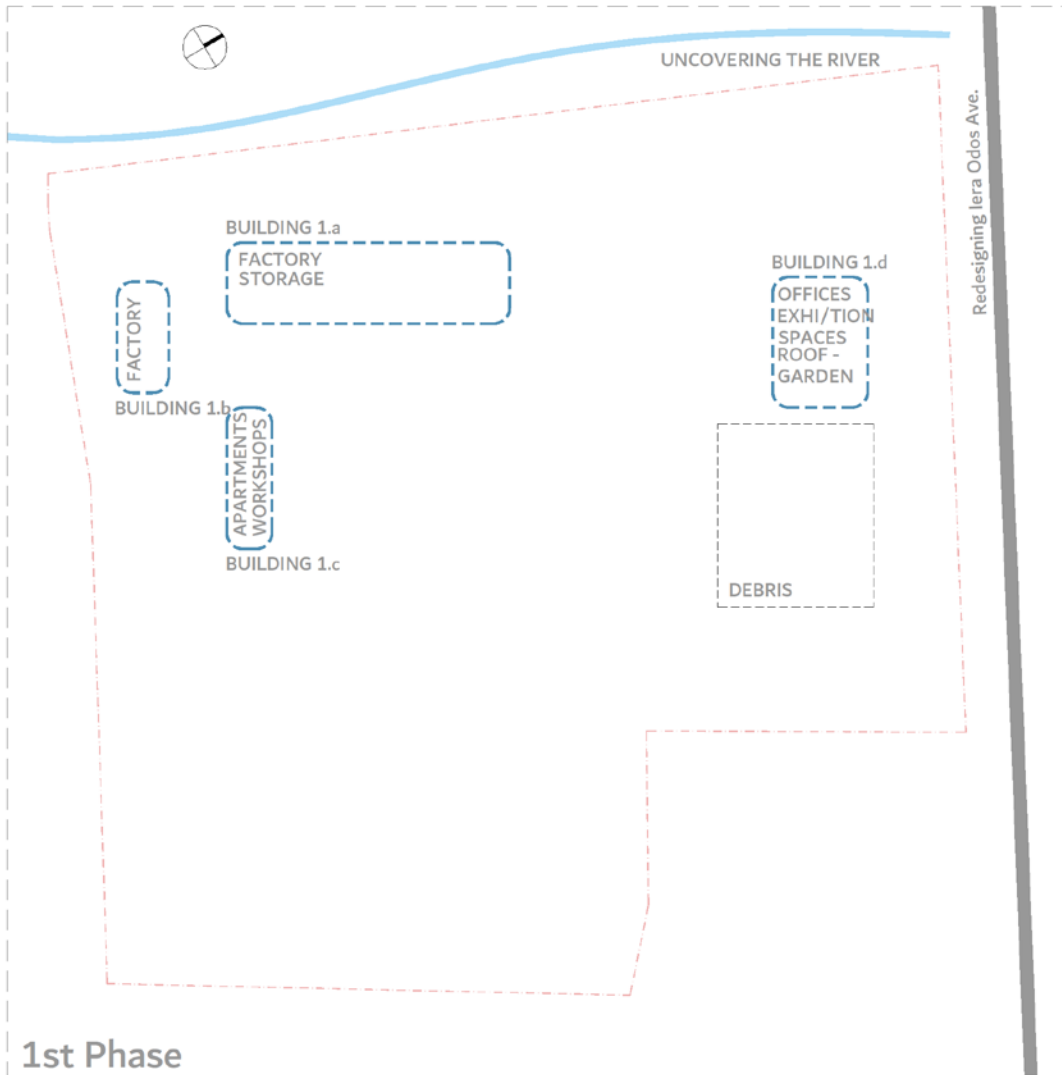 UNCOVERING THE RIVER
Redesigning Iera Odos Ave.
BUILDING 1.a
FACTORY
STORAGE
BUILDING 1.d
OFFICES
EXHI/TION
SPACES
ROOF -
GARDEN
FACTORY
BUILDING 1.b
APARTMENTS
WORKSHOPS
BUILDING 1.c
DEBRIS
1st Phase